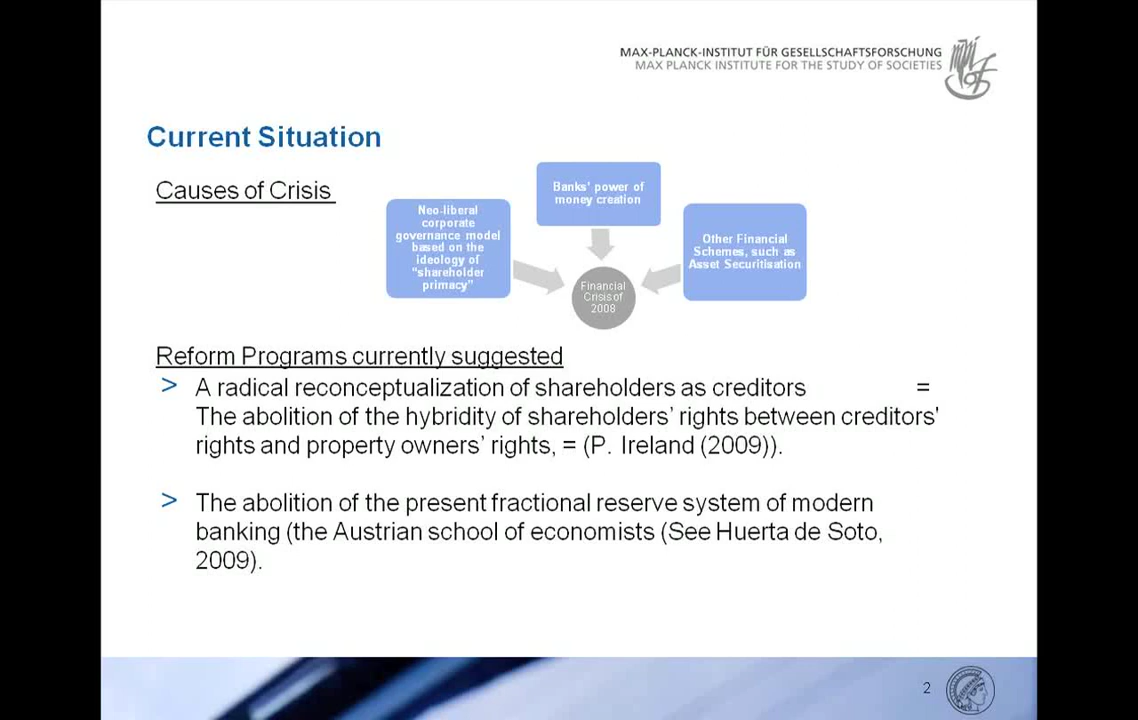 MAX-PLANCK-INSTITUT FÜR GESELLSCHAFTSFORSCHUNG
MAX PLANCK INSTITUTE FOR THE STUDY OF SOCIETIES
Current Situation
Causes of Crisis
Neo-liberal
corporate
governance model
based on the
ideology of
"shareholder
primacy"
Banks' power of
money creation
Other Financial
Schemes, such as
Asset Securitisation
Financial
Crisis of
2008
Reform Programs currently suggested
> A radical reconceptualization of shareholders as creditors =
The abolition of the hybridity of shareholders' rights between creditors'
rights and property owners' rights, = (P. Ireland (2009)).
> The abolition of the present fractional reserve system of modern
banking (the Austrian school of economists (See Huerta de Soto,
2009).
2